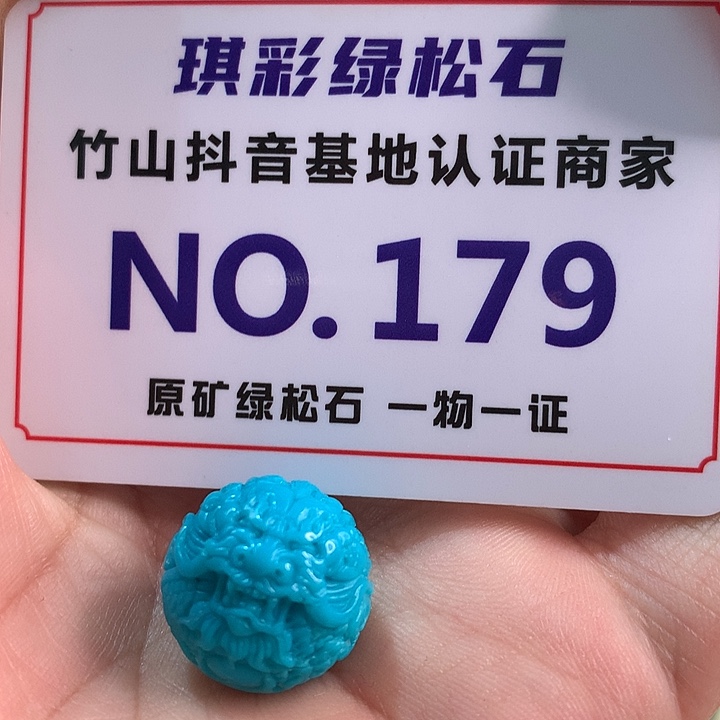 琪彩绿松石
竹山抖音基地认证商家
NO.179
原矿绿松石 一物一证